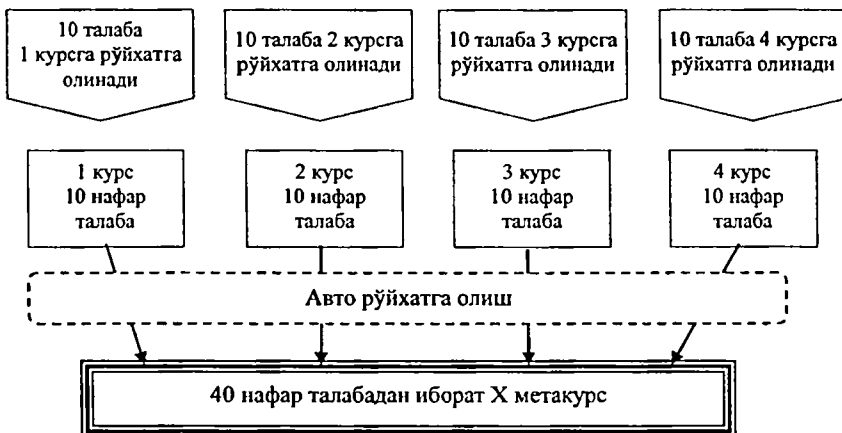 10 талаба
1 курсга рўйхатга
олинади
10 талаба 2 курсга
рўйхатга олинади
10 талаба 3 курсга
рўйхатга олинади
10 талаба 4 курсга
рўйхатга олинади
1 курс
10 нафар
талаба
2 курс
10 нафар
талаба
3 курс
10 нафар
талаба
4 курс
10 нафар
талаба
Авто рўйхатга олиш
40 нафар талабадан иборат X метакурс